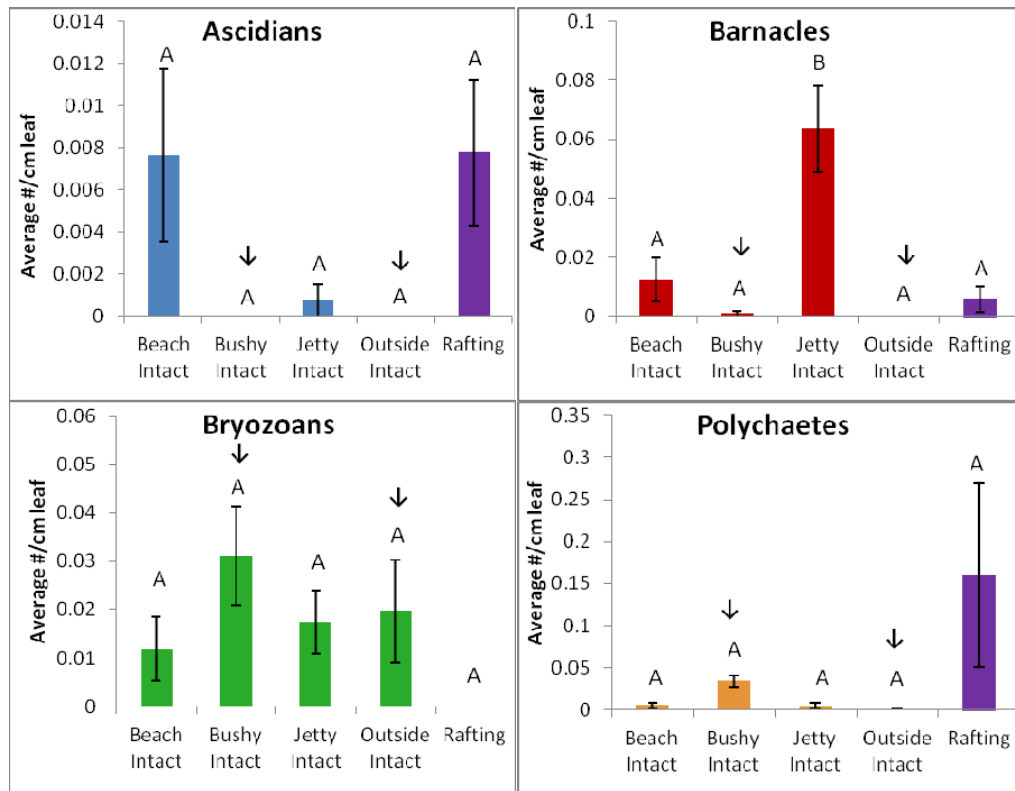 Ascidians
Average #/cm leaf
0.014
0.012
0.01
0.008
0.006
0.004
0.002
0
A
A
A
A
A
Beach Intact
Bushy Intact
Jetty Intact
Outside Intact
Rafting
Barnacles
Average #/cm leaf
0.1
0.08
0.06
0.04
0.02
0
A
A
B
A
A
Beach Intact
Bushy Intact
Jetty Intact
Outside Intact
Rafting
Bryozoans
Average #/cm leaf
0.06
0.05
0.04
0.03
0.02
0.01
0
A
A
A
A
A
Beach Intact
Bushy Intact
Jetty Intact
Outside Intact
Rafting
Polychaetes
Average #/cm leaf
0.35
0.3
0.25
0.2
0.15
0.1
0.05
0
A
A
A
A
A
Beach Intact
Bushy Intact
Jetty Intact
Outside Intact
Rafting